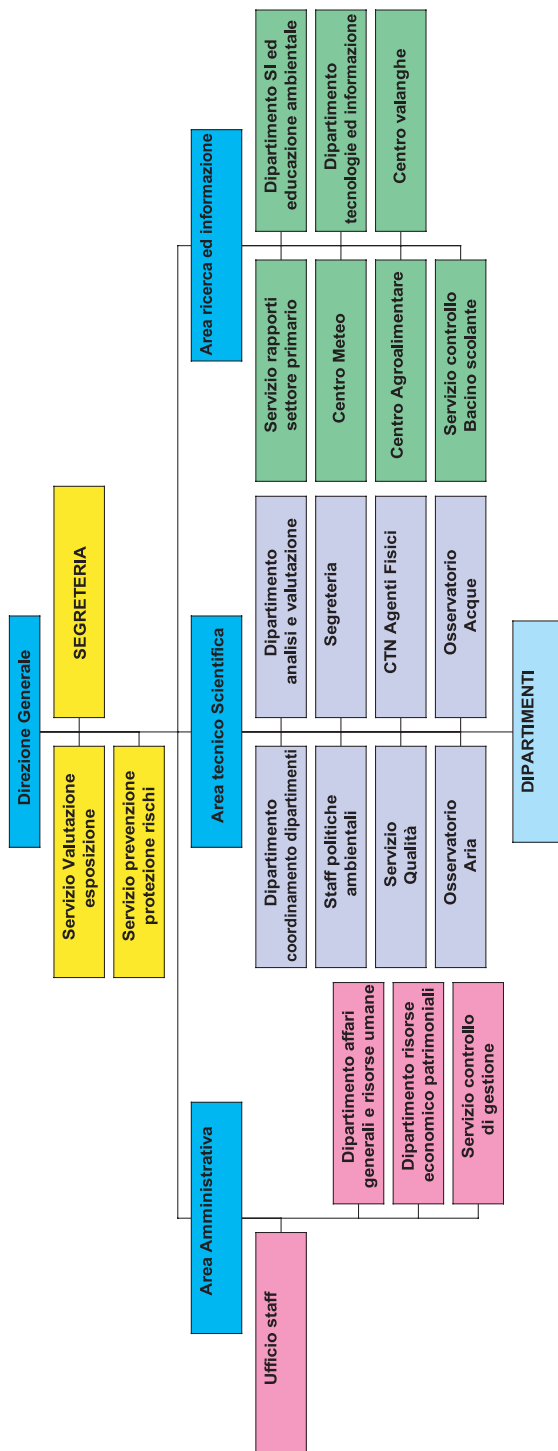 Direzione Generale
Servizio Valutazione
esposizione
SEGRETERIA
Servizio prevenzione
protezione rischi
Area Amministrativa
Area tecnico Scientifica
Area ricerca ed informazione
Ufficio staff
Dipartimento affari
generali e risorse umane
Dipartimento risorse
economico patrimoniali
Servizio controllo
di gestione
Dipartimento
coordinamento dipartimenti
Dipartimento
analisi e valutazione
Staff politiche
ambientali
Segreteria
Servizio
Qualità
CTN Agenti Fisici
Osservatorio
Aria
Osservatorio
Acque
DIPARTIMENTI
Servizio rapporti
settore primario
Dipartimento SI ed
educazione ambientale
Centro Meteo
Dipartimento
tecnologie ed informazione
Centro Agroalimentare
Centro valanghe
Servizio controllo
Bacino scolante